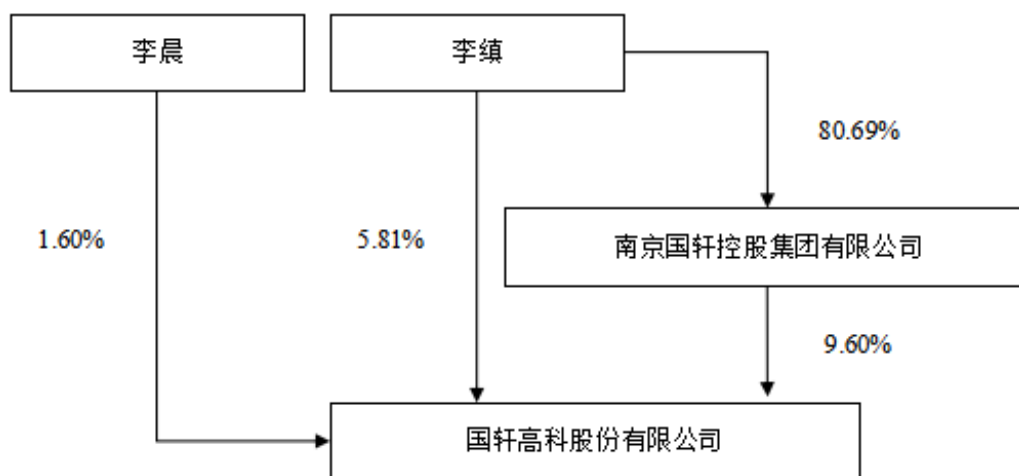 李晨
李缜
80.69%
1.60%
5.81%
南京国轩控股集团有限公司
9.60%
国轩高科股份有限公司